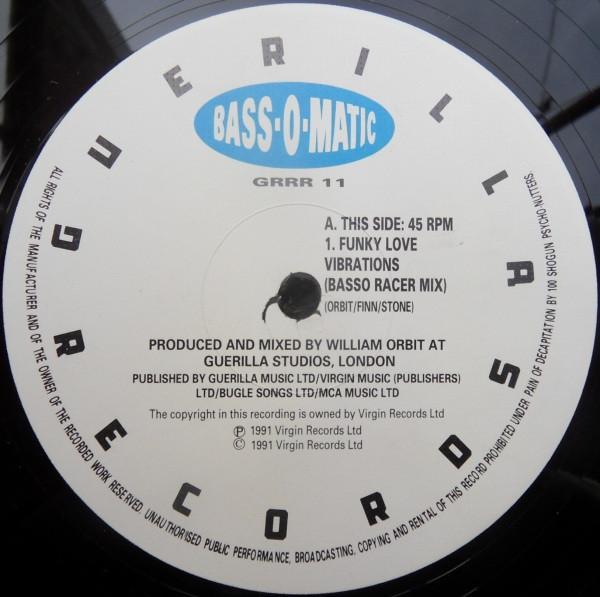 GUERILLA RECORDS
BASS-O-MATIC
GRRR 11
A. THIS SIDE: 45 RPM
1. FUNKY LOVE
VIBRATIONS
(BASSO RACER MIX)
(ORBIT/FINN/STONE)
PRODUCED AND MIXED BY WILLIAM ORBIT AT
GUERILLA STUDIOS, LONDON
PUBLISHED BY GUERILLA MUSIC LTD/VIRGIN MUSIC (PUBLISHERS)
LTD/BUGLE SONGS LTD/MCA MUSIC LTD
The copyright in this recording is owned by Virgin Records Ltd
℗ 1991 Virgin Records Ltd
© 1991 Virgin Records Ltd
ALL RIGHTS OF THE MANUFACTURER AND OF THE OWNER OF THE RECORDED WORK RESERVED. UNAUTHORISED PUBLIC PERFORMANCE, BROADCASTING, COPYING AND RENTAL OF THIS RECORD PROHIBITED UNDER PAIN OF DECAPITATION BY 100 SHOGUN PSYCHO-NUTTERS.